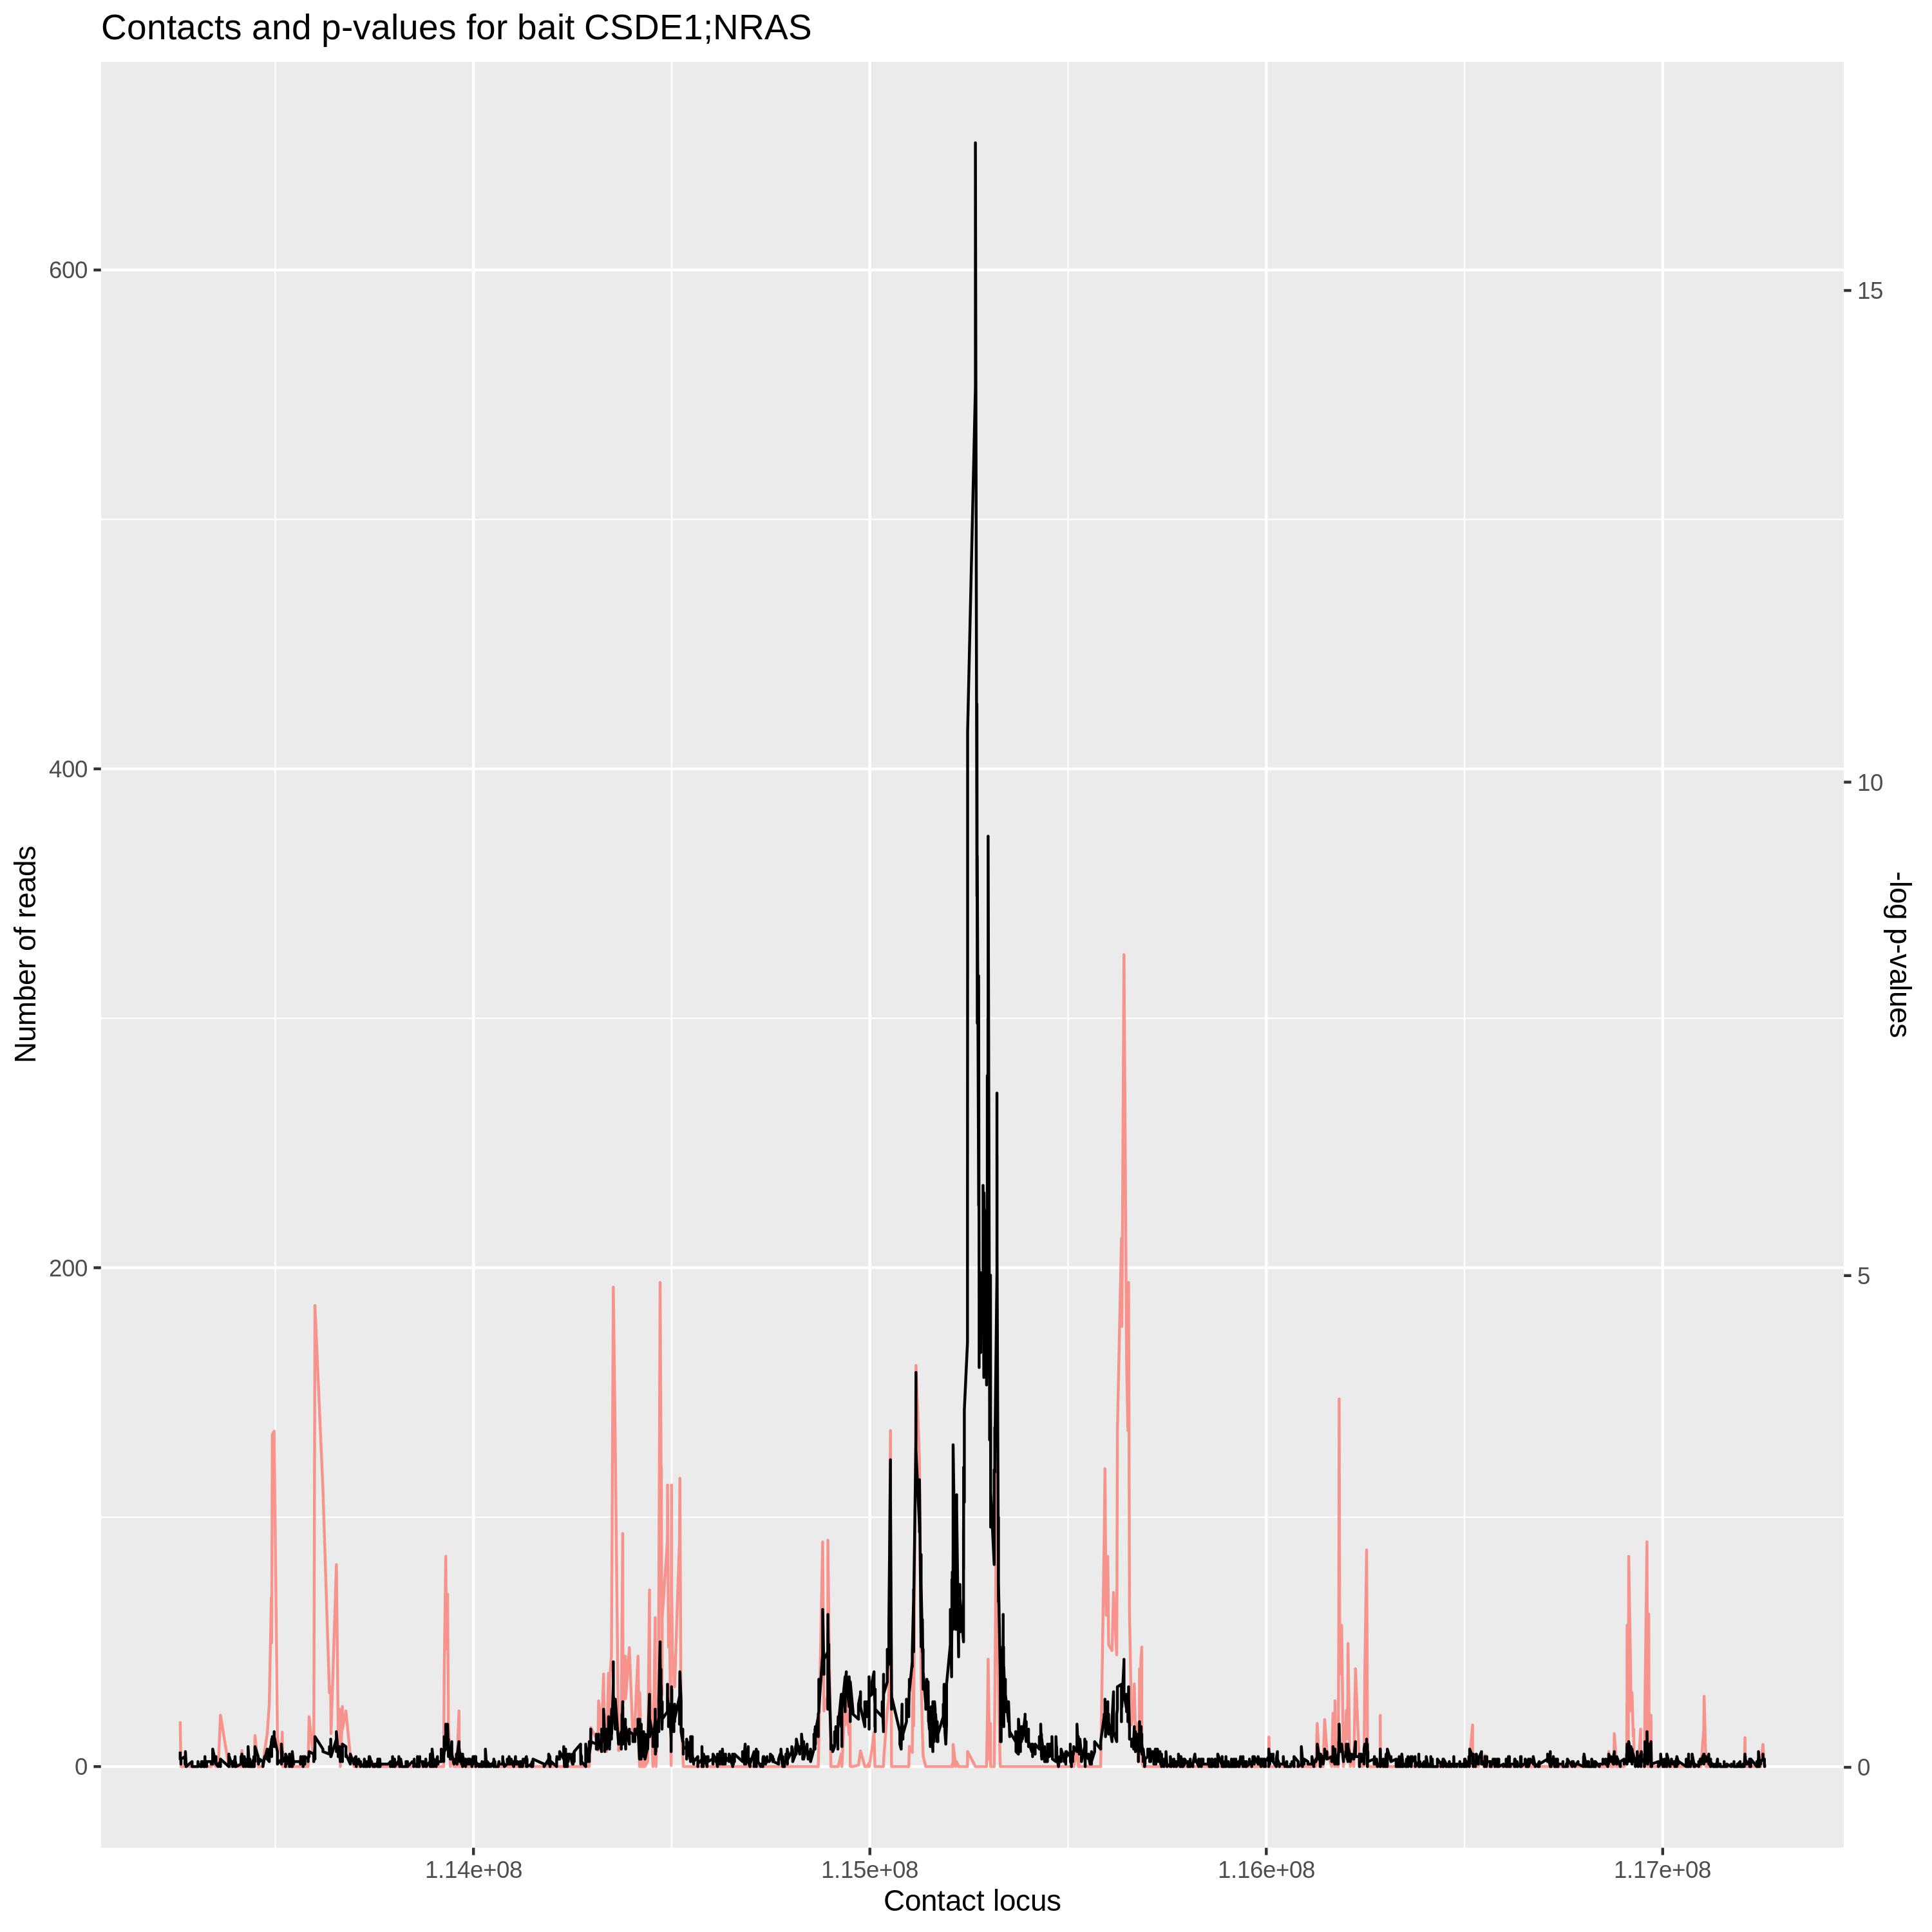 Contacts and p-values for bait CSDE1;NRAS
Number of reads
600
400
200
0
15
10
5
0
-log p-values
1.14e+08
1.15e+08
1.16e+08
1.17e+08
Contact locus